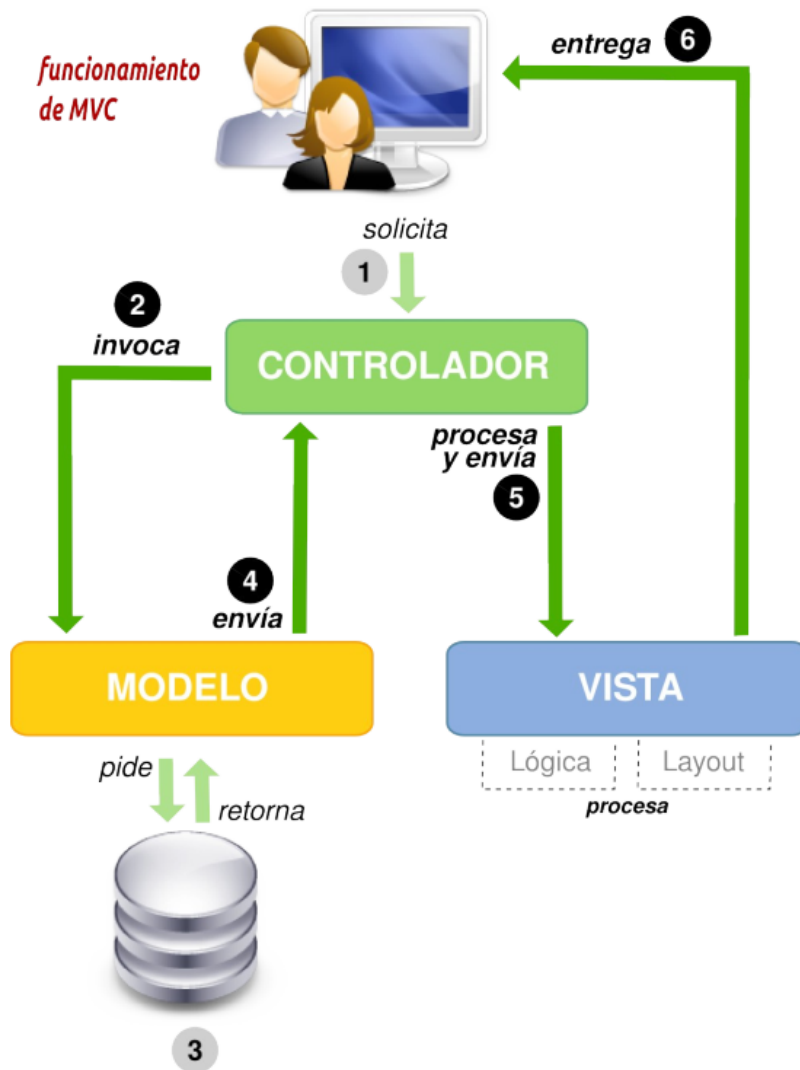 funcionamiento
de MVC
entrega 6
solicita
1
2
invoca
CONTROLADOR
procesa
y envía
5
4
envía
MODELO
VISTA
pide
retorna
Lógica
Layout
procesa
3